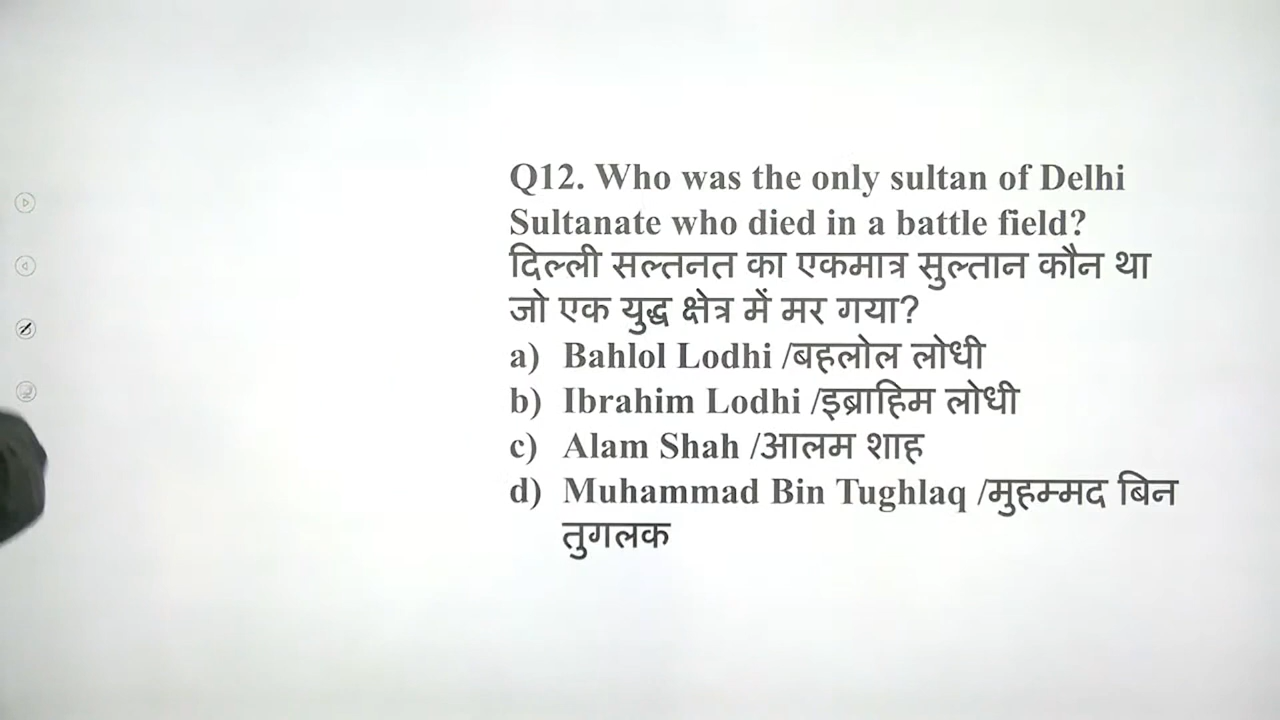 Q12. Who was the only sultan of Delhi
Sultanate who died in a battle field?
दिल्ली सल्तनत का एकमात्र सुल्तान कौन था
जो एक युद्ध क्षेत्र में मर गया?
a) Bahlol Lodhi /बहलोल लोधी
b) Ibrahim Lodhi /इब्राहिम लोधी
c) Alam Shah /आलम शाह
d) Muhammad Bin Tughlaq /मुहम्मद बिन
तुगलक